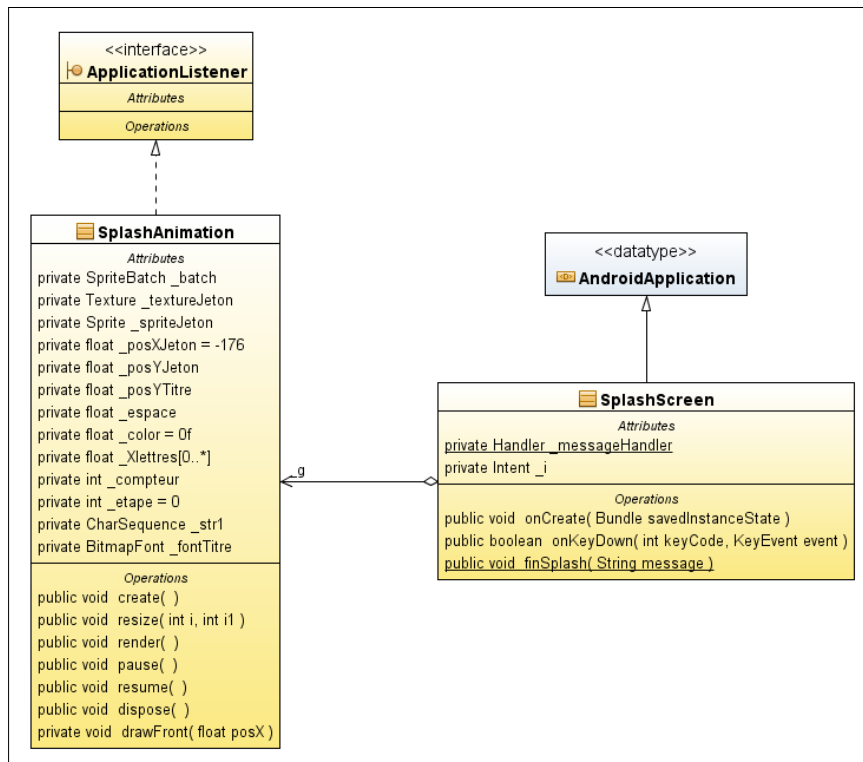 <<interface>>
ApplicationListener
Attributes
Operations
SplashAnimation
Attributes
private SpriteBatch _batch
private Texture _textureJeton
private Sprite _spriteJeton
private float _posXJeton = -176
private float _posYJeton
private float _posYTitre
private float _espace
private float _color = 0f
private float _Xlettres[0..*]
private int _compteur
private int _etape = 0
private CharSequence _str1
private BitmapFont _fontTitre
Operations
public void create( )
public void resize( int i, int i1 )
public void render( )
public void pause( )
public void resume( )
public void dispose( )
private void drawFront( float posX )
_g
<<datatype>>
AndroidApplication
SplashScreen
Attributes
private Handler _messageHandler
private Intent _i
Operations
public void onCreate( Bundle savedInstanceState )
public boolean onKeyDown( int keyCode, KeyEvent event )
public void finSplash( String message )